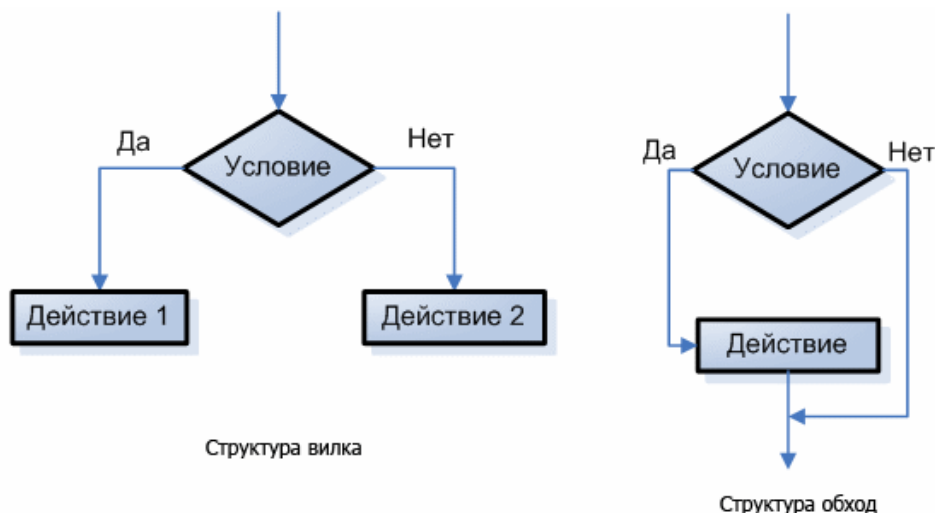 Да
Условие
Нет
Действие 1
Действие 2
Структура вилка
Да
Условие
Нет
Действие
Структура обход